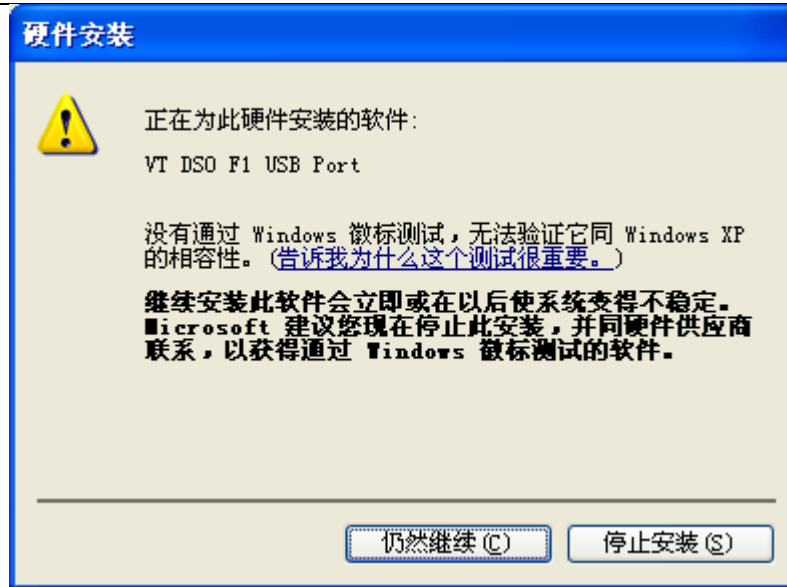 硬件安装
正在为此硬件安装的软件:
VT DSO F1 USB Port
没有通过 Windows 徽标测试，无法验证它同 Windows XP
的相容性。(告诉我为什么这个测试很重要。)
继续安装此软件会立即或在以后使系统变得不稳定。
Microsoft 建议您现在停止此安装，并同硬件供应商
联系，以获得通过 Windows 徽标测试的软件。
仍然继续(C) 停止安装(S)